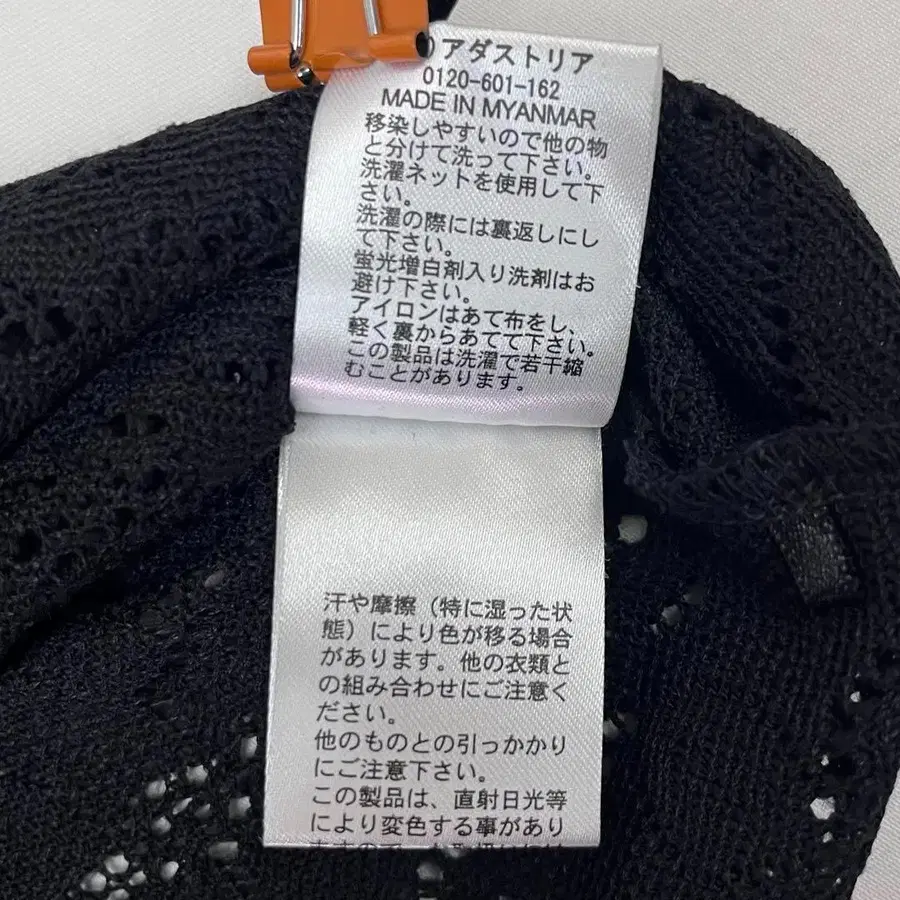 アダストリア
0120-601-162
MADE IN MYANMAR
移染しやすいので他の物
と分けて洗って下さい。
洗濯ネットを使用して下
さい。
洗濯の際には裏返しにし
て下さい。
蛍光増白剤入り洗剤はお
避け下さい。
アイロンはあて布をし、
軽く裏からあてて下さい。
この製品は洗濯で若干縮
むことがあります。
汗や摩擦（特に湿った状
態）により色が移る場合
があります。他の衣類と
の組み合わせにご注意く
ださい。
他のものとの引っかかり
にご注意下さい。
この製品は、直射日光等
により変色する事があり